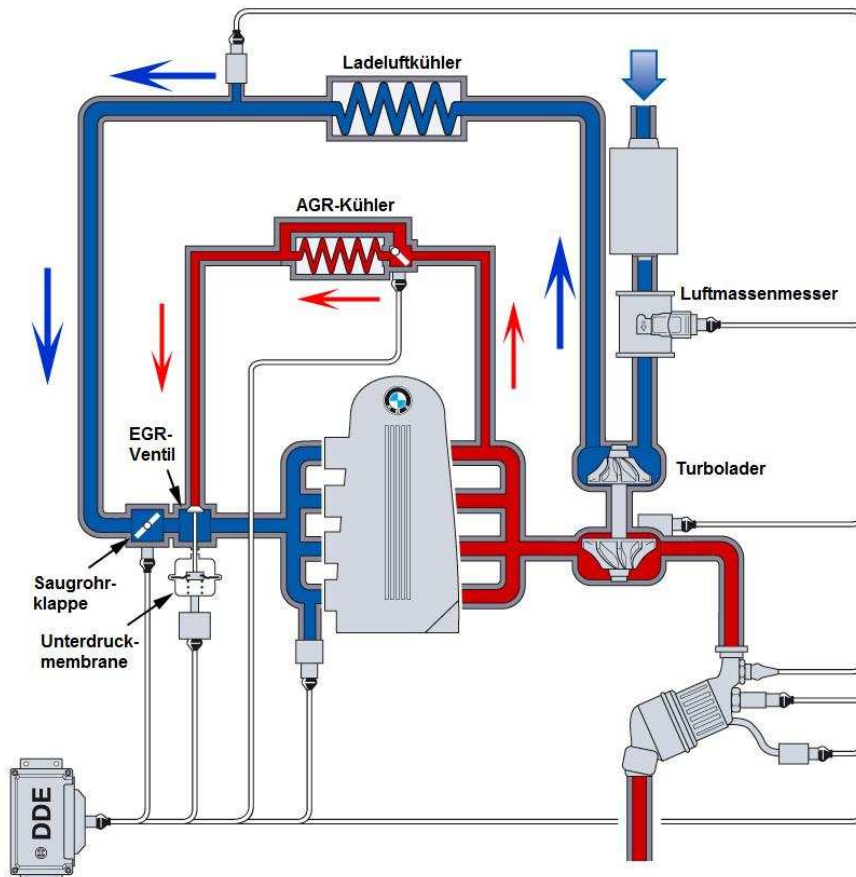 Ladeluftkühler
AGR-Kühler
Luftmassenmesser
EGR-
Ventil
Turbolader
Saugrohr-
klappe
Unterdruck-
membrane
DDE